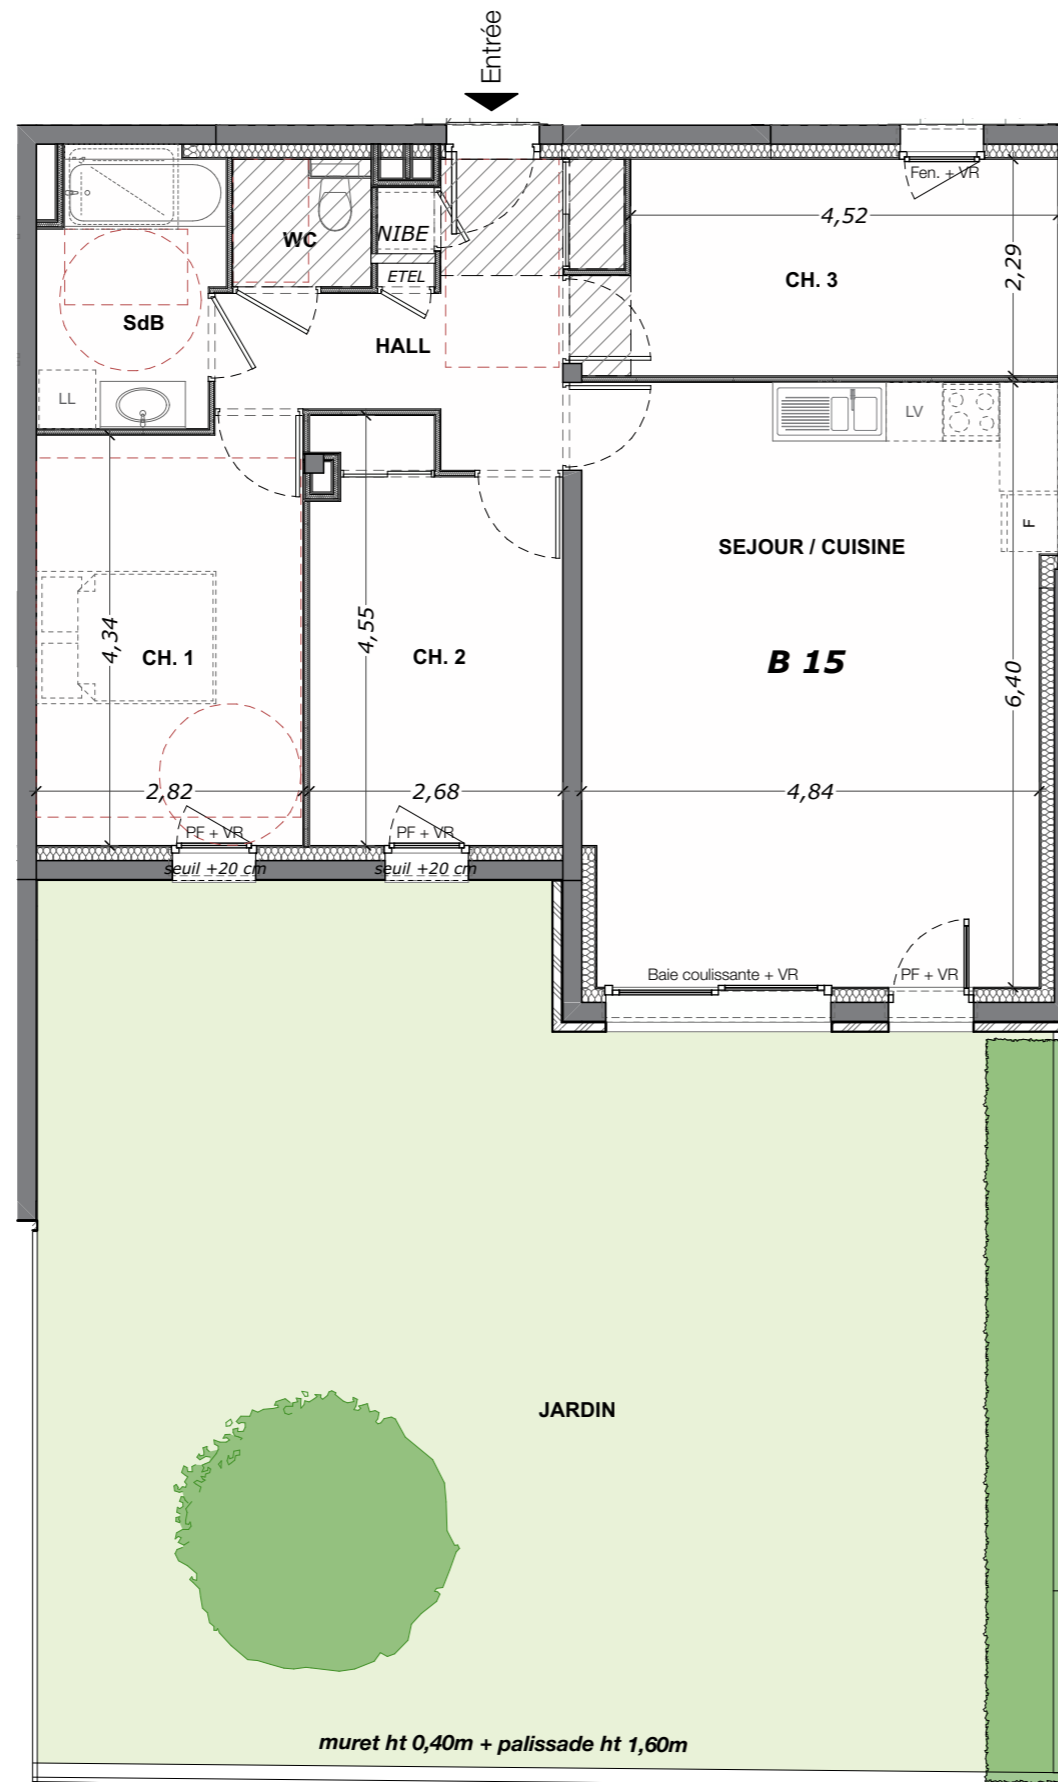 Entrée
Fen. + VR
4,52
WC
NIBE
ETEL
2,29
CH. 3
SdB
HALL
LL
LV
F
SEJOUR / CUISINE
4,34
4,55
CH. 1
CH. 2
B 15
6,40
2,82
2,68
4,84
PF + VR
PF + VR
seuil +20 cm
seuil +20 cm
Baie coulissante + VR
PF + VR
JARDIN
muret ht 0,40m + palissade ht 1,60m